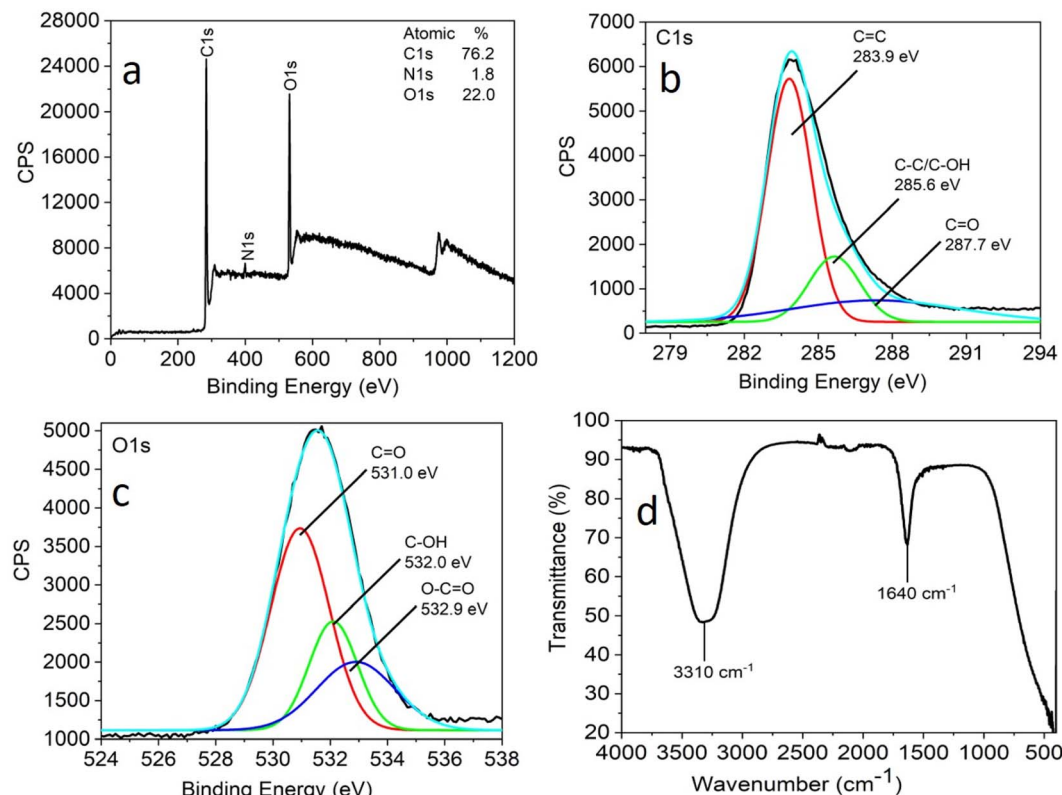 28000
24000
20000
16000
12000
8000
4000
0
CPS
a
C1s
N1s
O1s
Atomic %
C1s 76.2
N1s 1.8
O1s 22.0
0 200 400 600 800 1000 1200
Binding Energy (eV)
7000
6000
5000
4000
3000
2000
1000
0
CPS
C1s
b
C=C
283.9 eV
C-C/C-OH
285.6 eV
C=O
287.7 eV
279 282 285 288 291 294
Binding Energy (eV)
5000
4500
4000
3500
3000
2500
2000
1500
1000
CPS
O1s
c
C=O
531.0 eV
C-OH
532.0 eV
O-C=O
532.9 eV
524 526 528 530 532 534 536 538
Binding Energy (eV)
100
90
80
70
60
50
40
30
20
Transmittance (%)
d
1640 cm-1
3310 cm-1
4000 3500 3000 2500 2000 1500 1000 500
Wavenumber (cm-1)